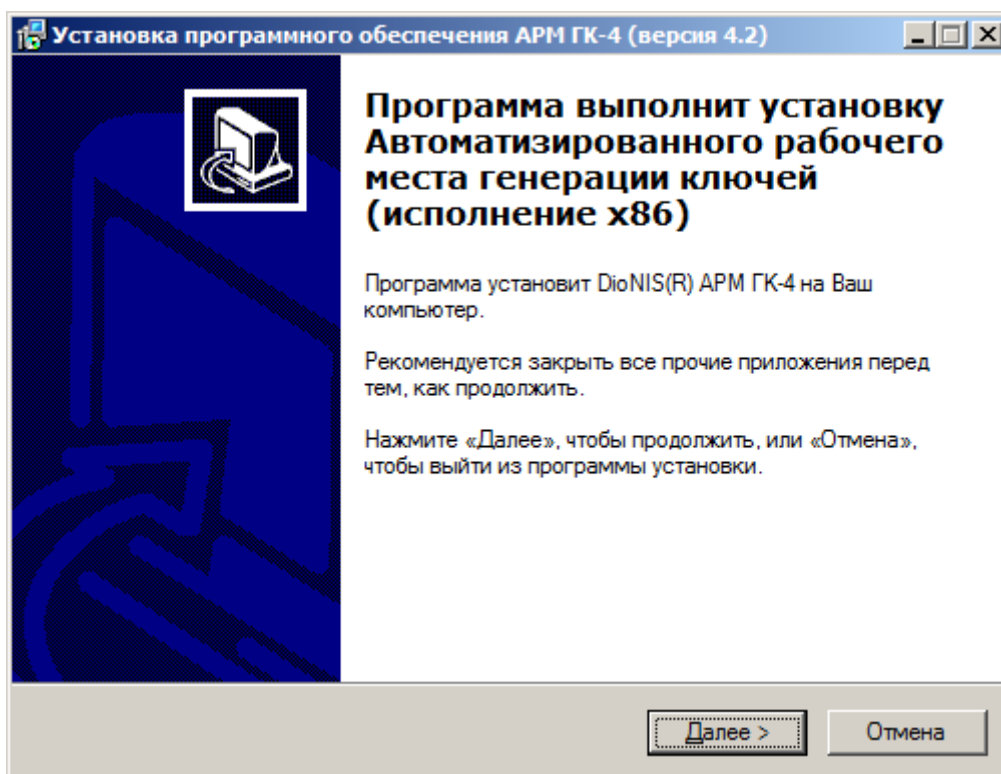 Установка программного обеспечения АРМ ГК-4 (версия 4.2)
Программа выполнит установку
Автоматизированного рабочего
места генерации ключей
(исполнение x86)
Программа установит DioNIS(R) АРМ ГК-4 на Ваш
компьютер.
Рекомендуется закрыть все прочие приложения перед
тем, как продолжить.
Нажмите «Далее», чтобы продолжить, или «Отмена»,
чтобы выйти из программы установки.
Далее >
Отмена